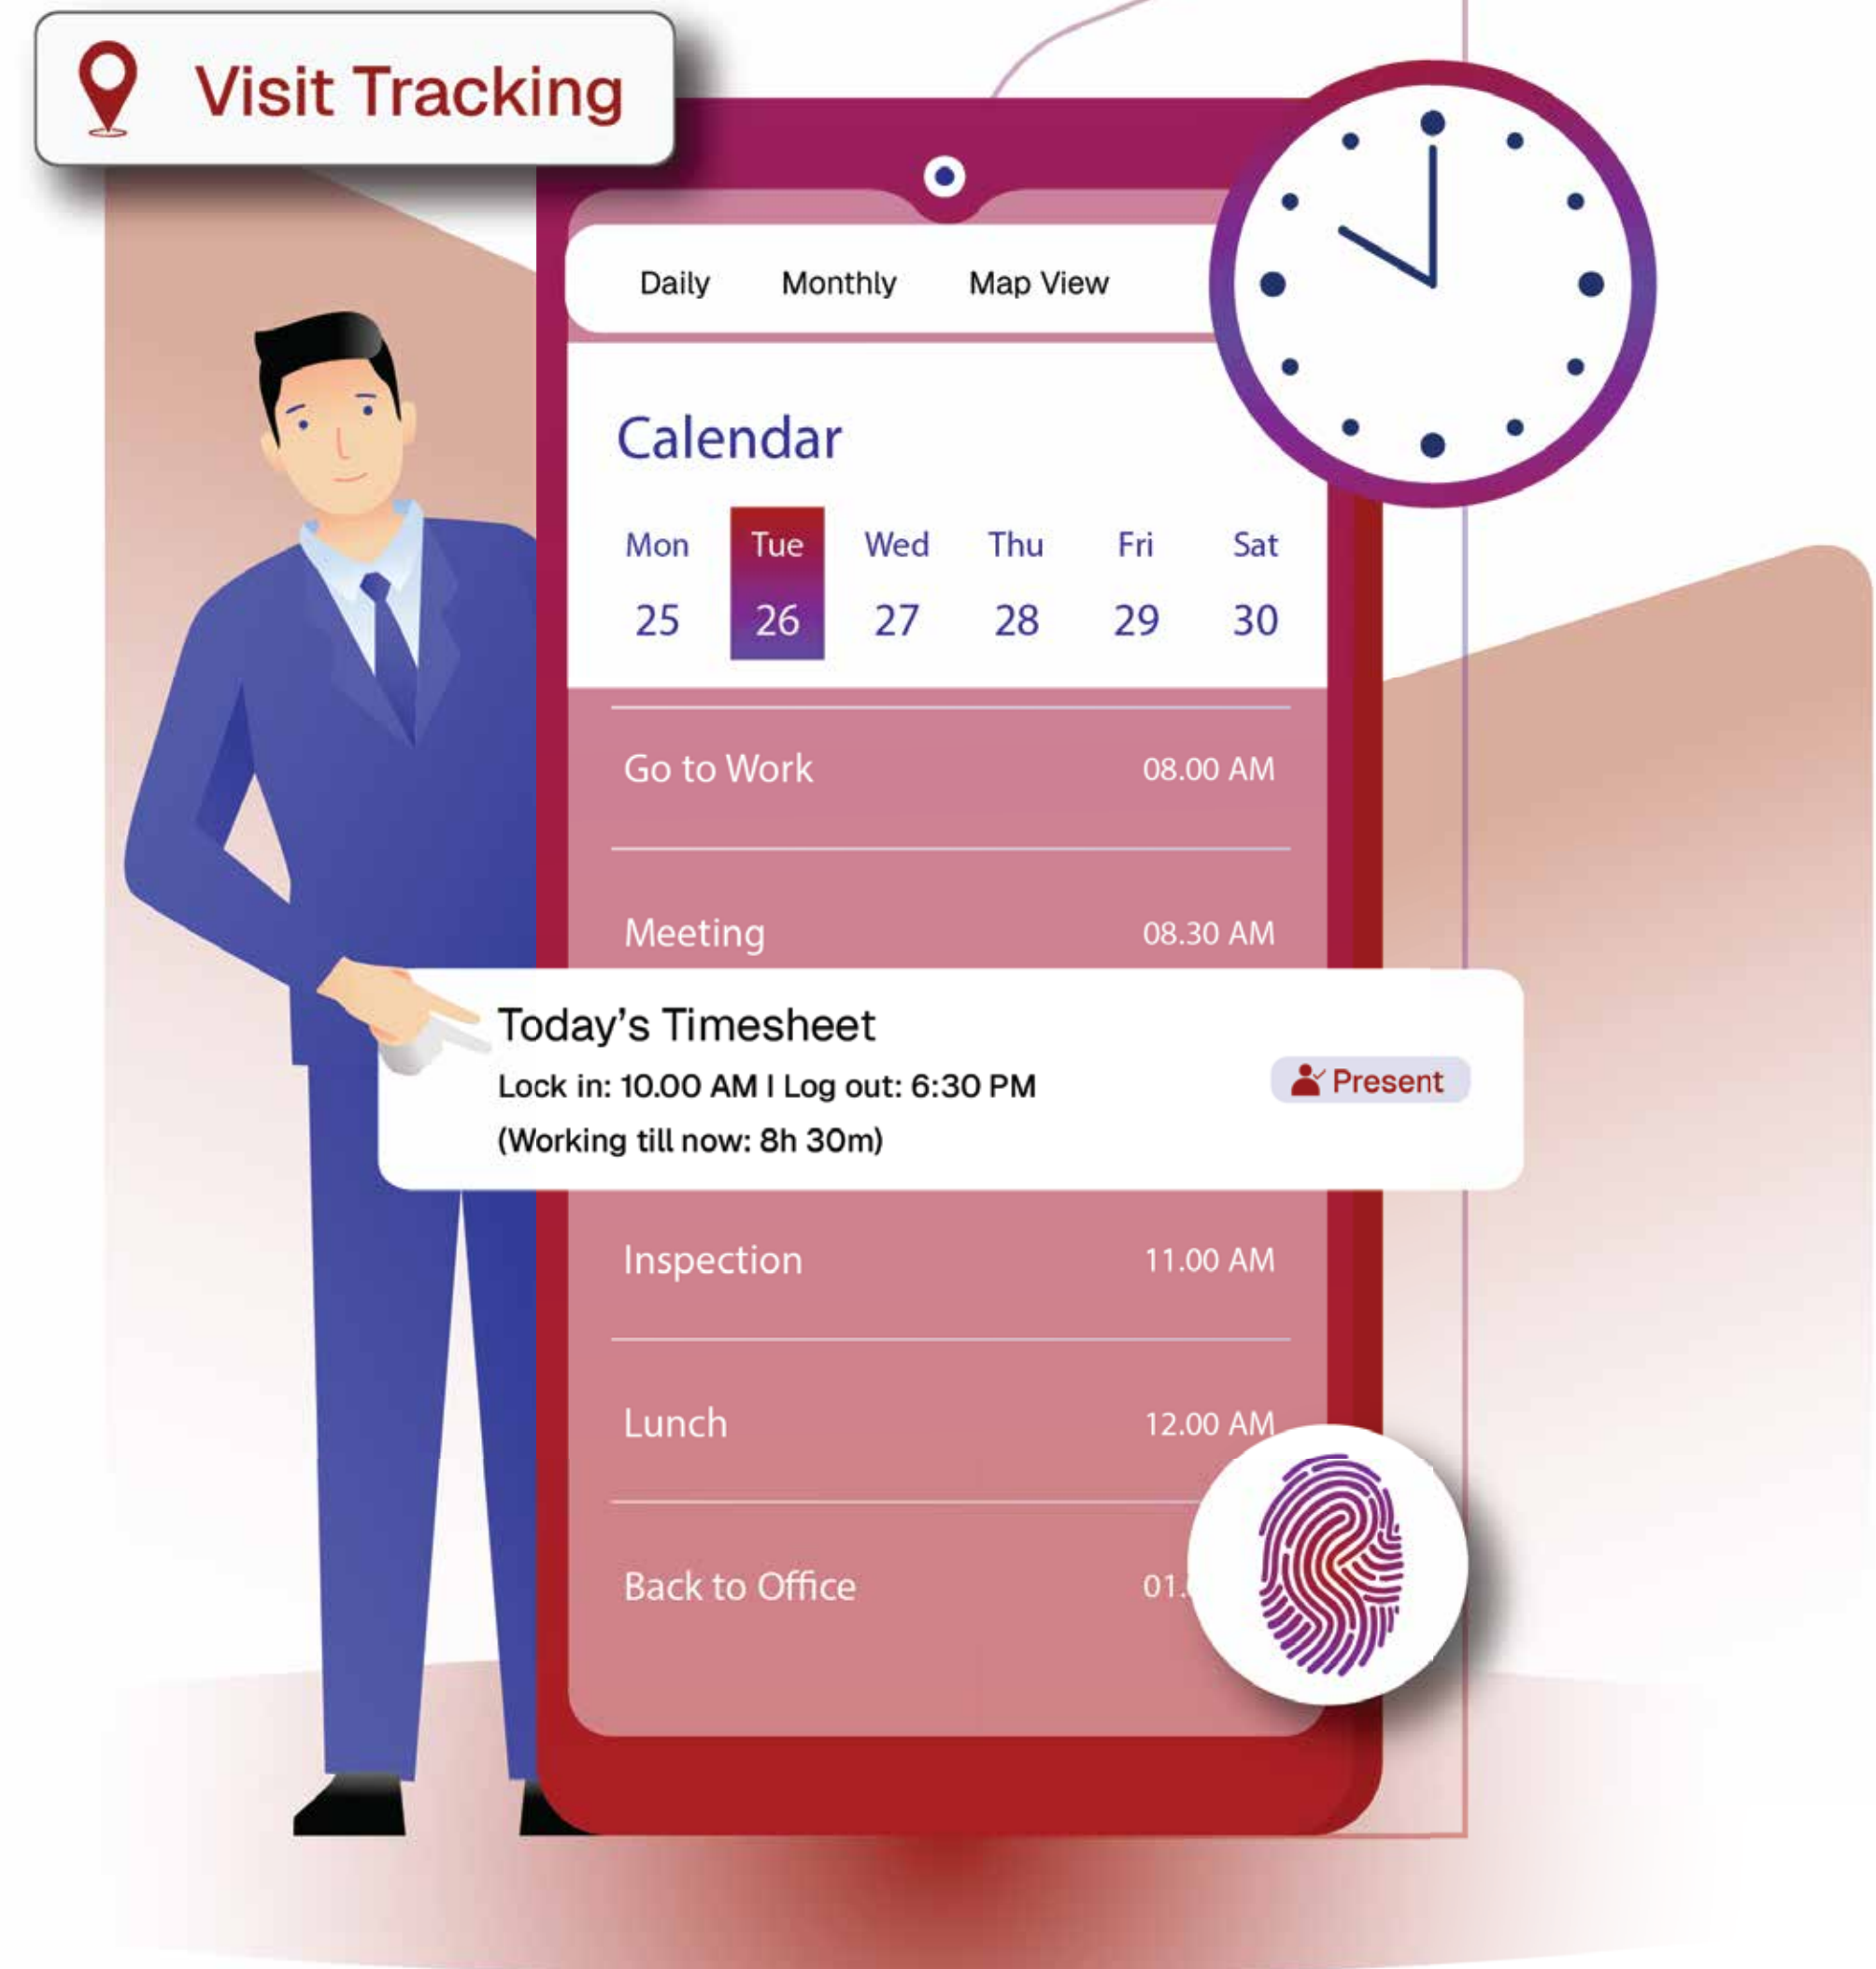 Visit Tracking
Daily Monthly Map View
Calendar
Mon Tue Wed Thu Fri Sat
25 26 27 28 29 30
Go to Work 08.00 AM
Meeting 08.30 AM
Today's Timesheet
Lock in: 10.00 AM I Log out: 6:30 PM
Present
(Working till now: 8h 30m)
Inspection 11.00 AM
Lunch 12.00 AM
Back to Office